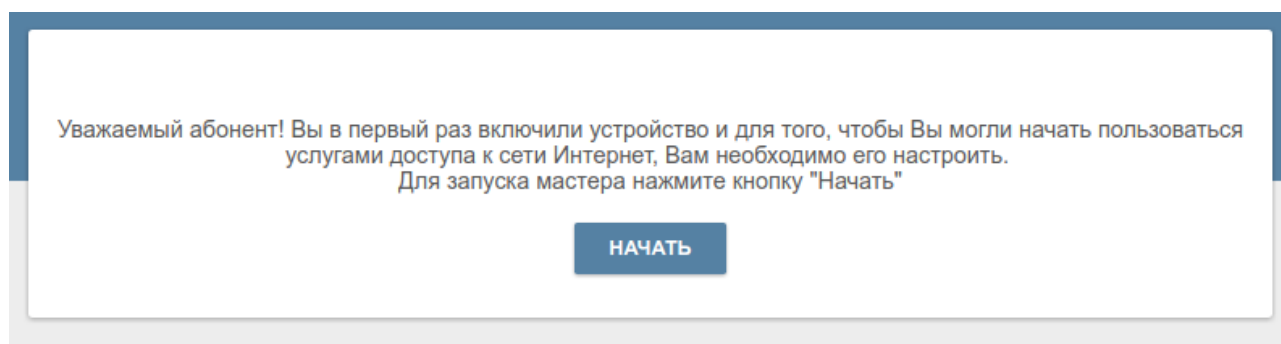 Уважаемый абонент! Вы в первый раз включили устройство и для того, чтобы Вы могли начать пользоваться
услугами доступа к сети Интернет, Вам необходимо его настроить.
Для запуска мастера нажмите кнопку "Начать"
НАЧАТЬ